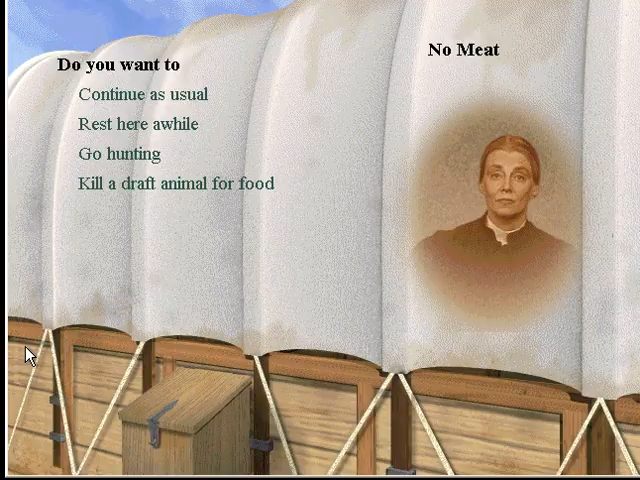 Do you want to
Continue as usual
Rest here awhile
Go hunting
Kill a draft animal for food
No Meat